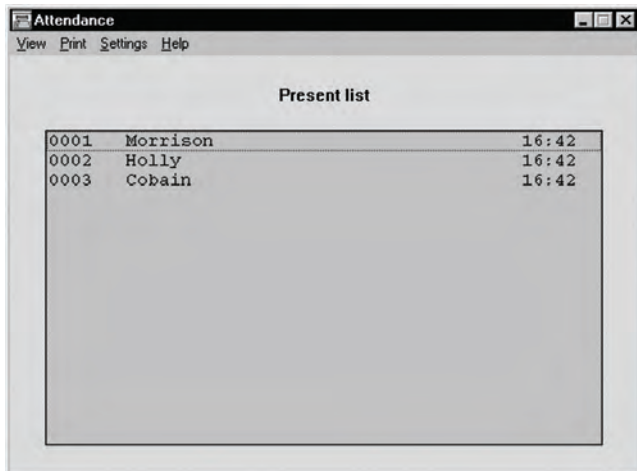 Attendance
View Print Settings Help
Present list
0001 Morrison 16:42
0002 Holly 16:42
0003 Cobain 16:42